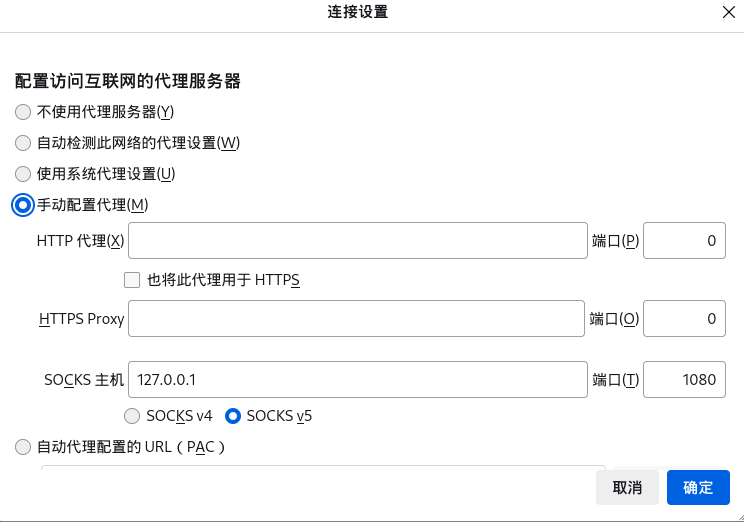 连接设置
配置访问互联网的代理服务器
不使用代理服务器(Y)
自动检测此网络的代理设置(W)
使用系统代理设置(U)
手动配置代理(M)
HTTP 代理(X) 端口(P) 0
也将此代理用于 HTTPS
HTTPS Proxy 端口(O) 0
SOCKS 主机 127.0.0.1 端口(T) 1080
SOCKS v4 SOCKS v5
自动代理配置的 URL（PAC）
取消 确定